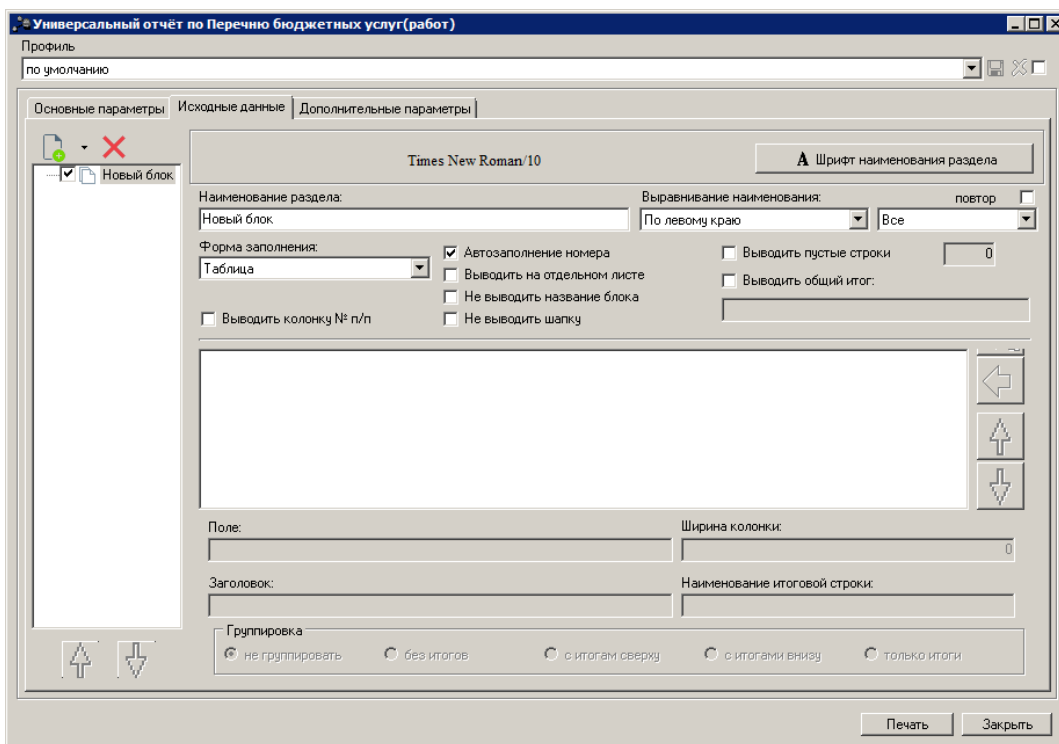 Универсальный отчёт по Перечню бюджетных услуг(работ)
Профиль
по умолчанию
Основные параметры Исходные данные Дополнительные параметры
Новый блок
Times New Roman/10
А Шрифт наименования раздела
Наименование раздела: Выравнивание наименования: повтор
Новый блок По левому краю Все
Форма заполнения: Автозаполнение номера Выводить пустые строки 0
Таблица Выводить на отдельном листе Выводить общий итог:
Не выводить название блока
Выводить колонку № п/п Не выводить шапку
Поле: Ширина колонки:
0
Заголовок: Наименование итоговой строки:
Группировка
не группировать без итогов с итогам сверху с итогами внизу только итоги
Печать Закрыть